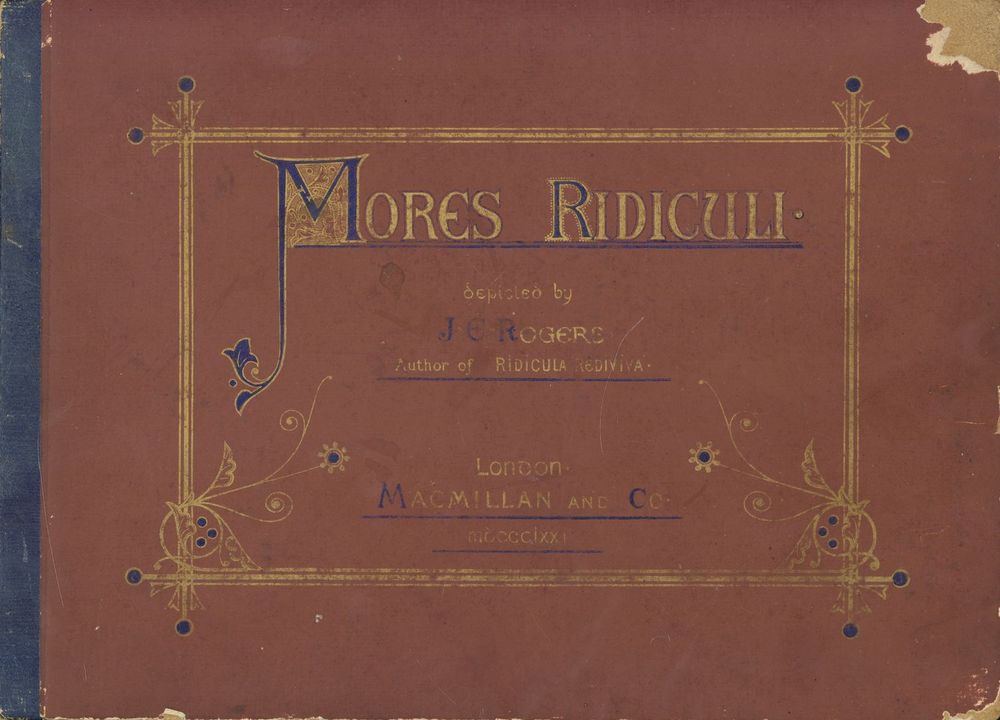 MORES RIDICULI·
depicted by
J·E·ROGERS
Author of RIDICULA REDIVIVA·
London·
MACMILLAN AND CO·
mdccclxxi